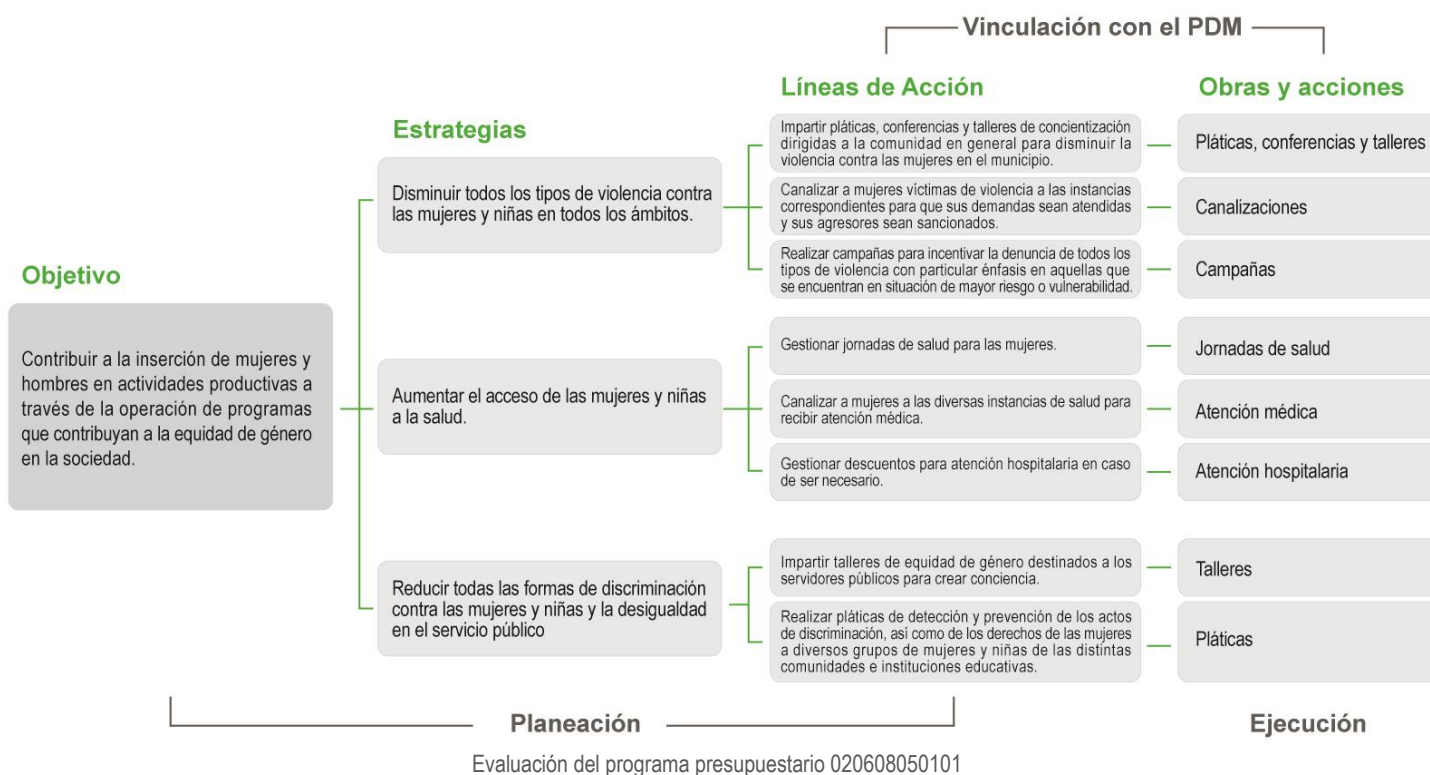 Vinculación con el PDM
Líneas de Acción
Obras y acciones
Estrategias
Objetivo
Contribuir a la inserción de mujeres y
hombres en actividades productivas a
través de la operación de programas
que contribuyan a la equidad de género
en la sociedad.
Disminuir todos los tipos de violencia contra
las mujeres y niñas en todos los ámbitos.
Impartir pláticas, conferencias y talleres de concientización
dirigidas a la comunidad en general para disminuir la
violencia contra las mujeres en el municipio.
Pláticas, conferencias y talleres
Canalizar a mujeres víctimas de violencia a las instancias
correspondientes para que sus demandas sean atendidas
y sus agresores sean sancionados.
Canalizaciones
Realizar campañas para incentivar la denuncia de todos los
tipos de violencia con particular énfasis en aquellas que
se encuentran en situación de mayor riesgo o vulnerabilidad.
Campañas
Aumentar el acceso de las mujeres y niñas
a la salud.
Gestionar jornadas de salud para las mujeres.
Jornadas de salud
Canalizar a mujeres a las diversas instancias de salud para
recibir atención médica.
Atención médica
Gestionar descuentos para atención hospitalaria en caso
de ser necesario.
Atención hospitalaria
Reducir todas las formas de discriminación
contra las mujeres y niñas y la desigualdad
en el servicio público
Impartir talleres de equidad de género destinados a los
servidores públicos para crear conciencia.
Talleres
Realizar pláticas de detección y prevención de los actos
de discriminación, así como de los derechos de las mujeres
a diversos grupos de mujeres y niñas de las distintas
comunidades e instituciones educativas.
Pláticas
Planeación
Ejecución
Evaluación del programa presupuestario 020608050101